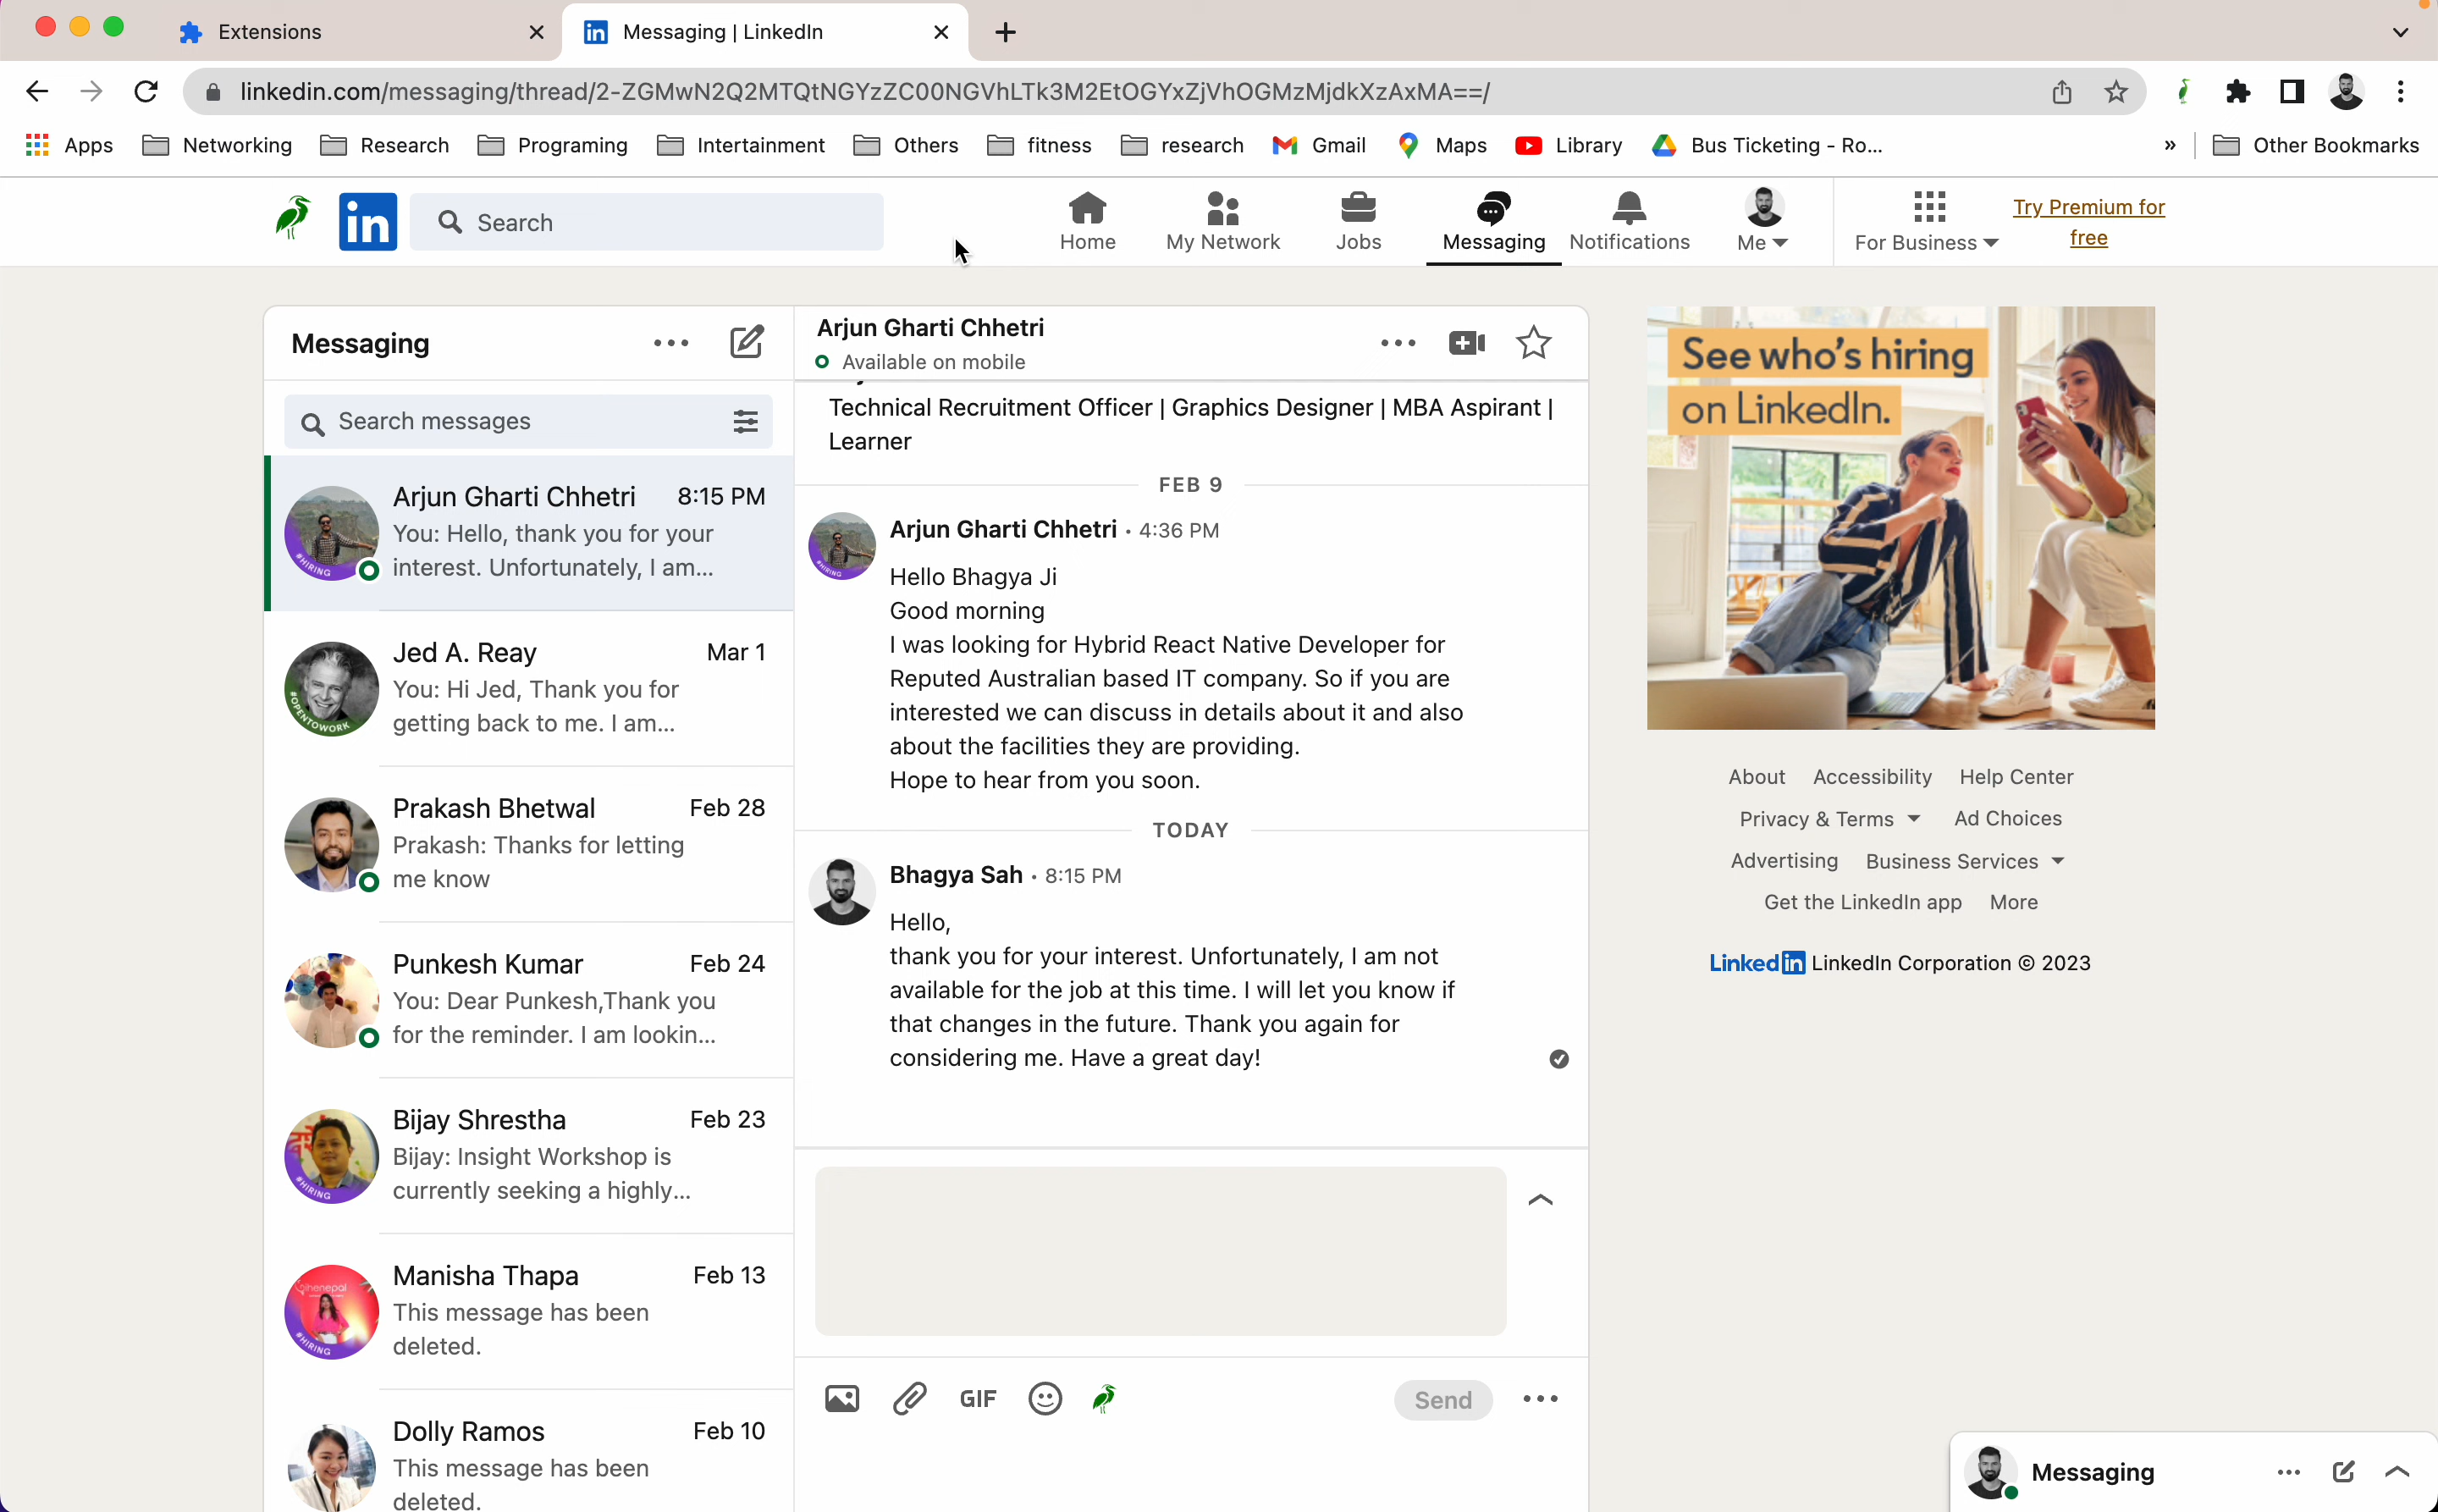 Extensions
Messaging | LinkedIn
linkedin.com/messaging/thread/2-ZGMwN2Q2MTQtNGYzZC00NGVhLTk3M2EtOGYxZjVhOGMzMjdkXzAxMA==/
Apps
Networking
Research
Programing
Intertainment
Others
fitness
research
Gmail
Maps
Library
Bus Ticketing - Ro...
»
Other Bookmarks
in
Search
Home
My Network
Jobs
Messaging
Notifications
Me
For Business
Try Premium for
free
Messaging
Search messages
Arjun Gharti Chhetri 8:15 PM
You: Hello, thank you for your
interest. Unfortunately, I am...
#HIRING
Jed A. Reay Mar 1
You: Hi Jed, Thank you for
getting back to me. I am...
#OPENTOWORK
Prakash Bhetwal Feb 28
Prakash: Thanks for letting
me know
Punkesh Kumar Feb 24
You: Dear Punkesh,Thank you
for the reminder. I am lookin...
Bijay Shrestha Feb 23
Bijay: Insight Workshop is
currently seeking a highly...
#HIRING
Manisha Thapa Feb 13
This message has been
deleted.
#HIRING
Dolly Ramos Feb 10
This message has been
deleted.
Arjun Gharti Chhetri
Available on mobile
Technical Recruitment Officer | Graphics Designer | MBA Aspirant |
Learner
FEB 9
Arjun Gharti Chhetri • 4:36 PM
#HIRING
Hello Bhagya Ji
Good morning
I was looking for Hybrid React Native Developer for
Reputed Australian based IT company. So if you are
interested we can discuss in details about it and also
about the facilities they are providing.
Hope to hear from you soon.
TODAY
Bhagya Sah • 8:15 PM
Hello,
thank you for your interest. Unfortunately, I am not
available for the job at this time. I will let you know if
that changes in the future. Thank you again for
considering me. Have a great day!
GIF
Send
See who's hiring
on LinkedIn.
About Accessibility Help Center
Privacy & Terms Ad Choices
Advertising Business Services
Get the LinkedIn app More
LinkedIn LinkedIn Corporation © 2023
Messaging